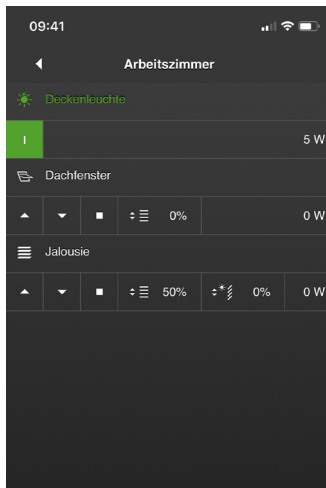 09:41
Arbeitszimmer
Deckenleuchte
I 5 W
Dachfenster
0% 0 W
Jalousie
50% 0% 0 W